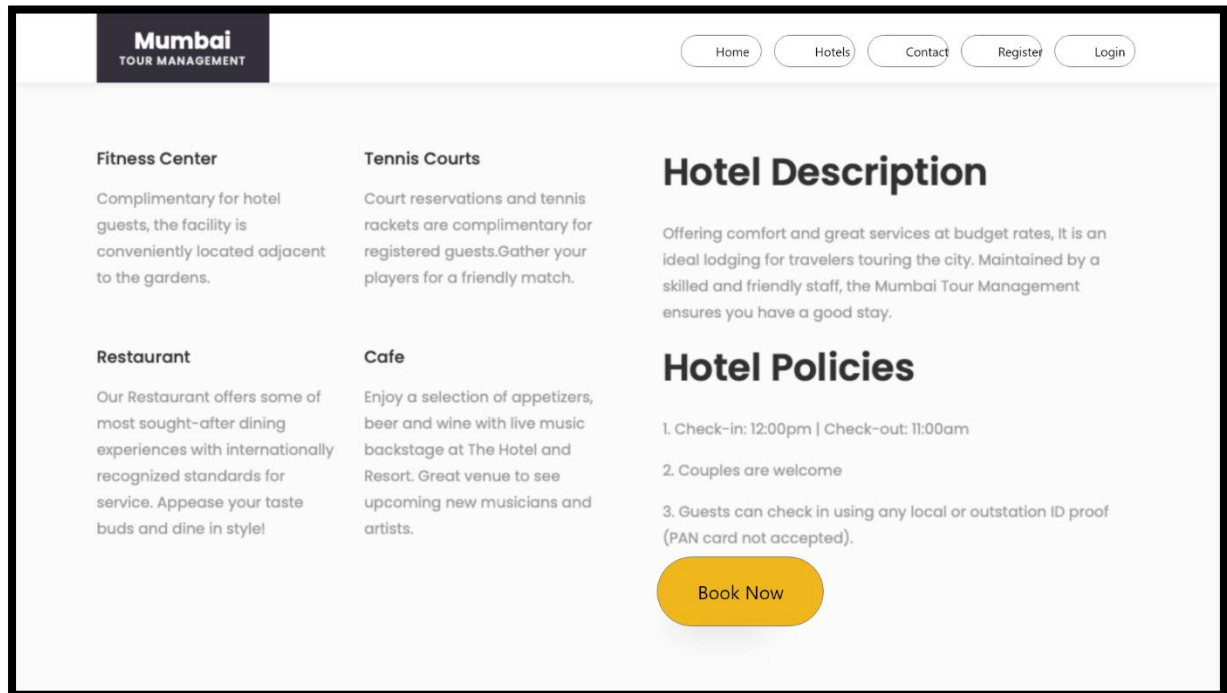 Mumbai
TOUR MANAGEMENT
Home
Hotels
Contact
Register
Login
Fitness Center
Complimentary for hotel
guests, the facility is
conveniently located adjacent
to the gardens.
Tennis Courts
Court reservations and tennis
rackets are complimentary for
registered guests.Gather your
players for a friendly match.
Restaurant
Our Restaurant offers some of
most sought-after dining
experiences with internationally
recognized standards for
service. Appease your taste
buds and dine in style!
Cafe
Enjoy a selection of appetizers,
beer and wine with live music
backstage at The Hotel and
Resort. Great venue to see
upcoming new musicians and
artists.
Hotel Description
Offering comfort and great services at budget rates, It is an
ideal lodging for travelers touring the city. Maintained by a
skilled and friendly staff, the Mumbai Tour Management
ensures you have a good stay.
Hotel Policies
1. Check-in: 12:00pm | Check-out: 11:00am
2. Couples are welcome
3. Guests can check in using any local or outstation ID proof
(PAN card not accepted).
Book Now